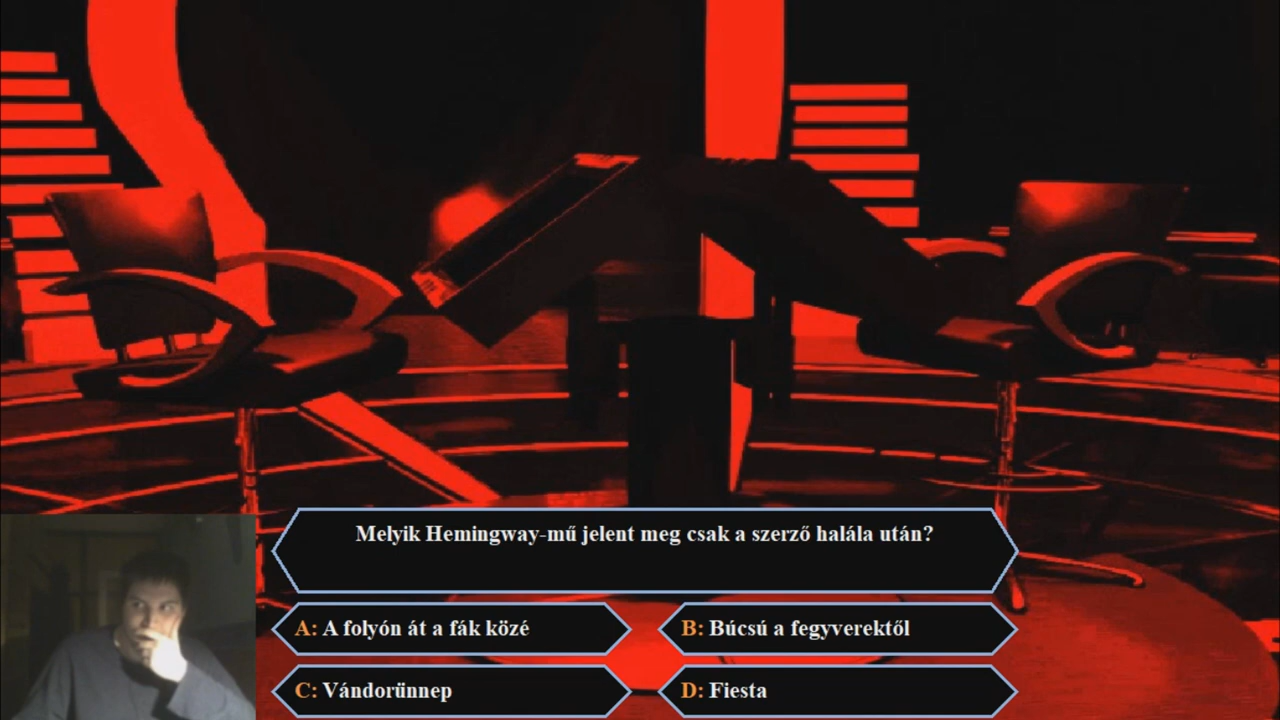 Melyik Hemingway-mű jelent meg csak a szerző halála után?
A: A folyón át a fák közé
B: Búcsú a fegyverektől
C: Vándorünnep
D: Fiesta